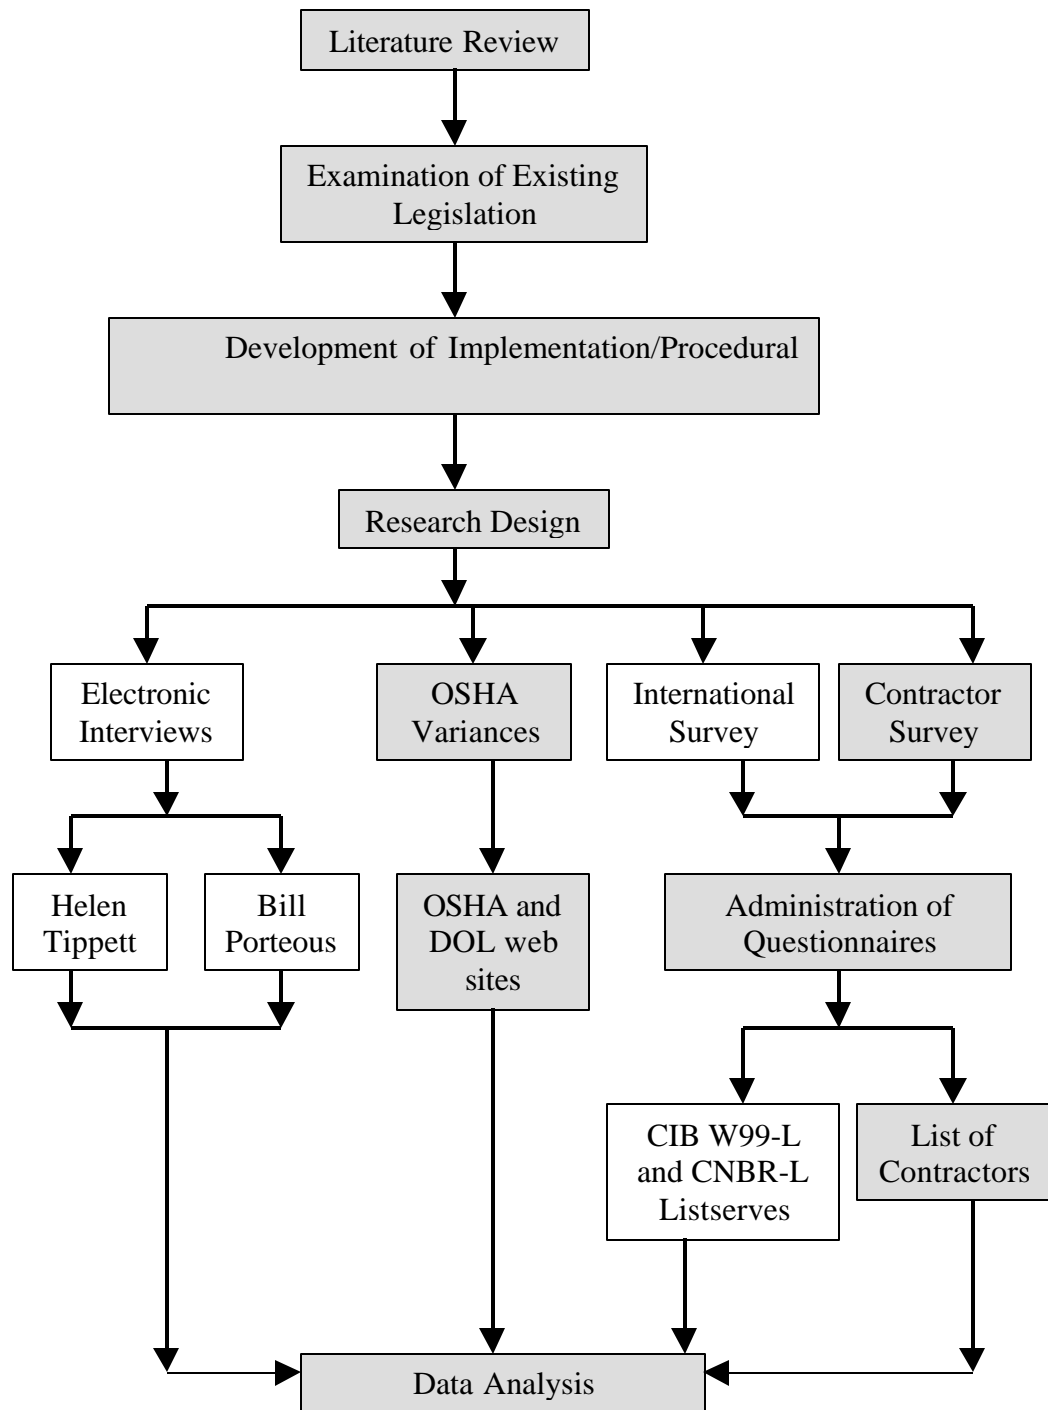 Literature Review
Examination of Existing
Legislation
Development of Implementation/Procedural
Research Design
Electronic
Interviews
OSHA
Variances
International
Survey
Contractor
Survey
Helen
Tippett
Bill
Porteous
OSHA and
DOL web
sites
Administration of
Questionnaires
CIB W99-L
and CNBR-L
Listserves
List of
Contractors
Data Analysis